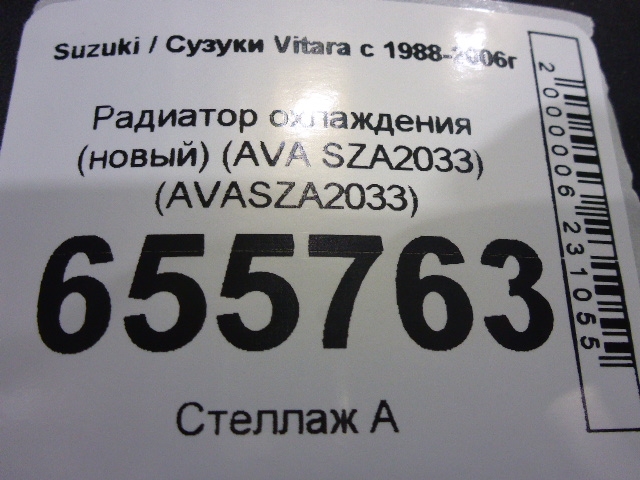 Suzuki / Сузуки Vitara с 1988-2006г
Радиатор охлаждения
(новый) (AVA SZA2033)
(AVASZA2033)
655763
Стеллаж А
2000006231055